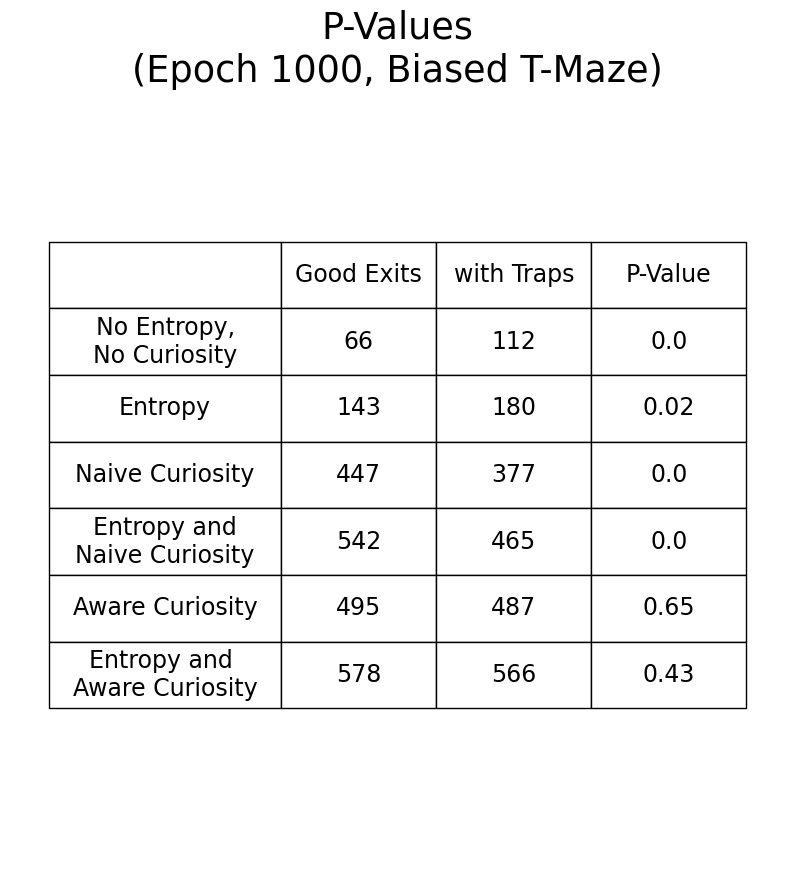 P-Values
(Epoch 1000, Biased T-Maze)
Good Exits with Traps P-Value
No Entropy,
No Curiosity 66 112 0.0
Entropy 143 180 0.02
Naive Curiosity 447 377 0.0
Entropy and
Naive Curiosity 542 465 0.0
Aware Curiosity 495 487 0.65
Entropy and
Aware Curiosity 578 566 0.43